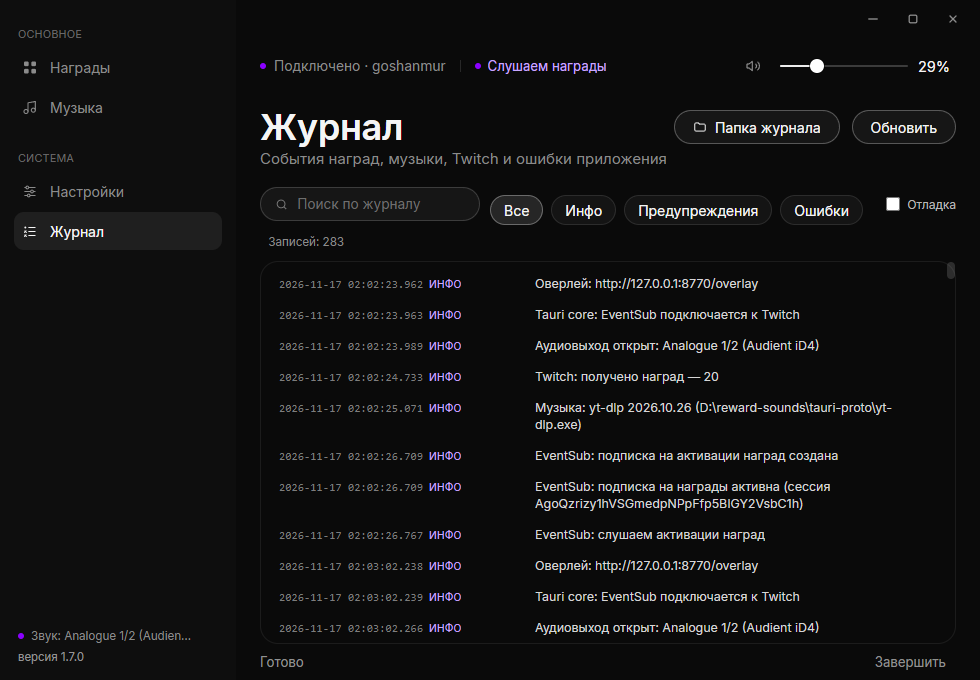 ОСНОВНОЕ
Награды
Музыка
СИСТЕМА
Настройки
Журнал
Звук: Analogue 1/2 (Audien...
версия 1.7.0
Подключено · goshanmur
Слушаем награды
29%
Журнал
События наград, музыки, Twitch и ошибки приложения
Папка журнала
Обновить
Поиск по журналу
Все
Инфо
Предупреждения
Ошибки
Отладка
Записей: 283
2026-11-17 02:02:23.962 ИНФО Оверлей: http://127.0.0.1:8770/overlay
2026-11-17 02:02:23.963 ИНФО Tauri core: EventSub подключается к Twitch
2026-11-17 02:02:23.989 ИНФО Аудиовыход открыт: Analogue 1/2 (Audient iD4)
2026-11-17 02:02:24.733 ИНФО Twitch: получено наград — 20
2026-11-17 02:02:25.071 ИНФО Музыка: yt-dlp 2026.10.26 (D:\reward-sounds\tauri-proto\yt-
dlp.exe)
2026-11-17 02:02:26.709 ИНФО EventSub: подписка на активации наград создана
2026-11-17 02:02:26.709 ИНФО EventSub: подписка на награды активна (сессия
AgoQzrizy1hVSGmedpNPpFfp5BIGY2VsbC1h)
2026-11-17 02:02:26.767 ИНФО EventSub: слушаем активации наград
2026-11-17 02:03:02.238 ИНФО Оверлей: http://127.0.0.1:8770/overlay
2026-11-17 02:03:02.239 ИНФО Tauri core: EventSub подключается к Twitch
2026-11-17 02:03:02.266 ИНФО Аудиовыход открыт: Analogue 1/2 (Audient iD4)
Готово
Завершить